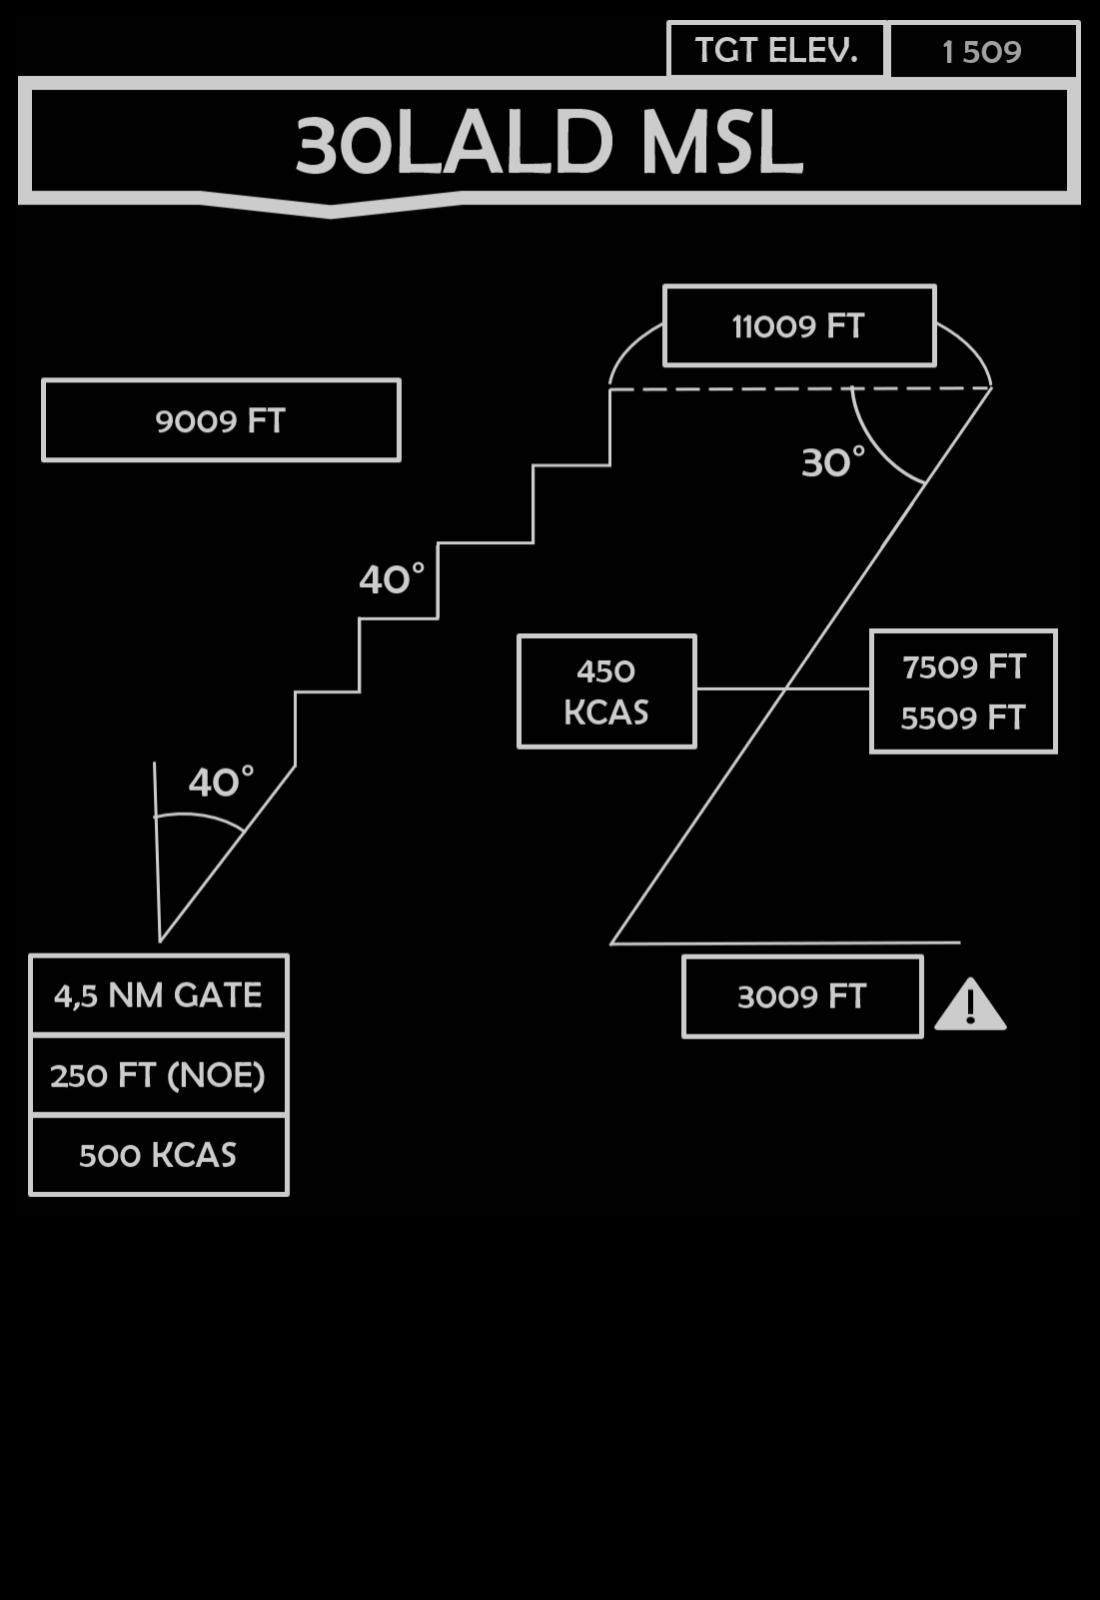 TGT ELEV.
1 509
30LALD MSL
11009 FT
9009 FT
30°
40°
450
KCAS
7509 FT
5509 FT
40°
4,5 NM GATE
250 FT (NOE)
500 KCAS
3009 FT
!